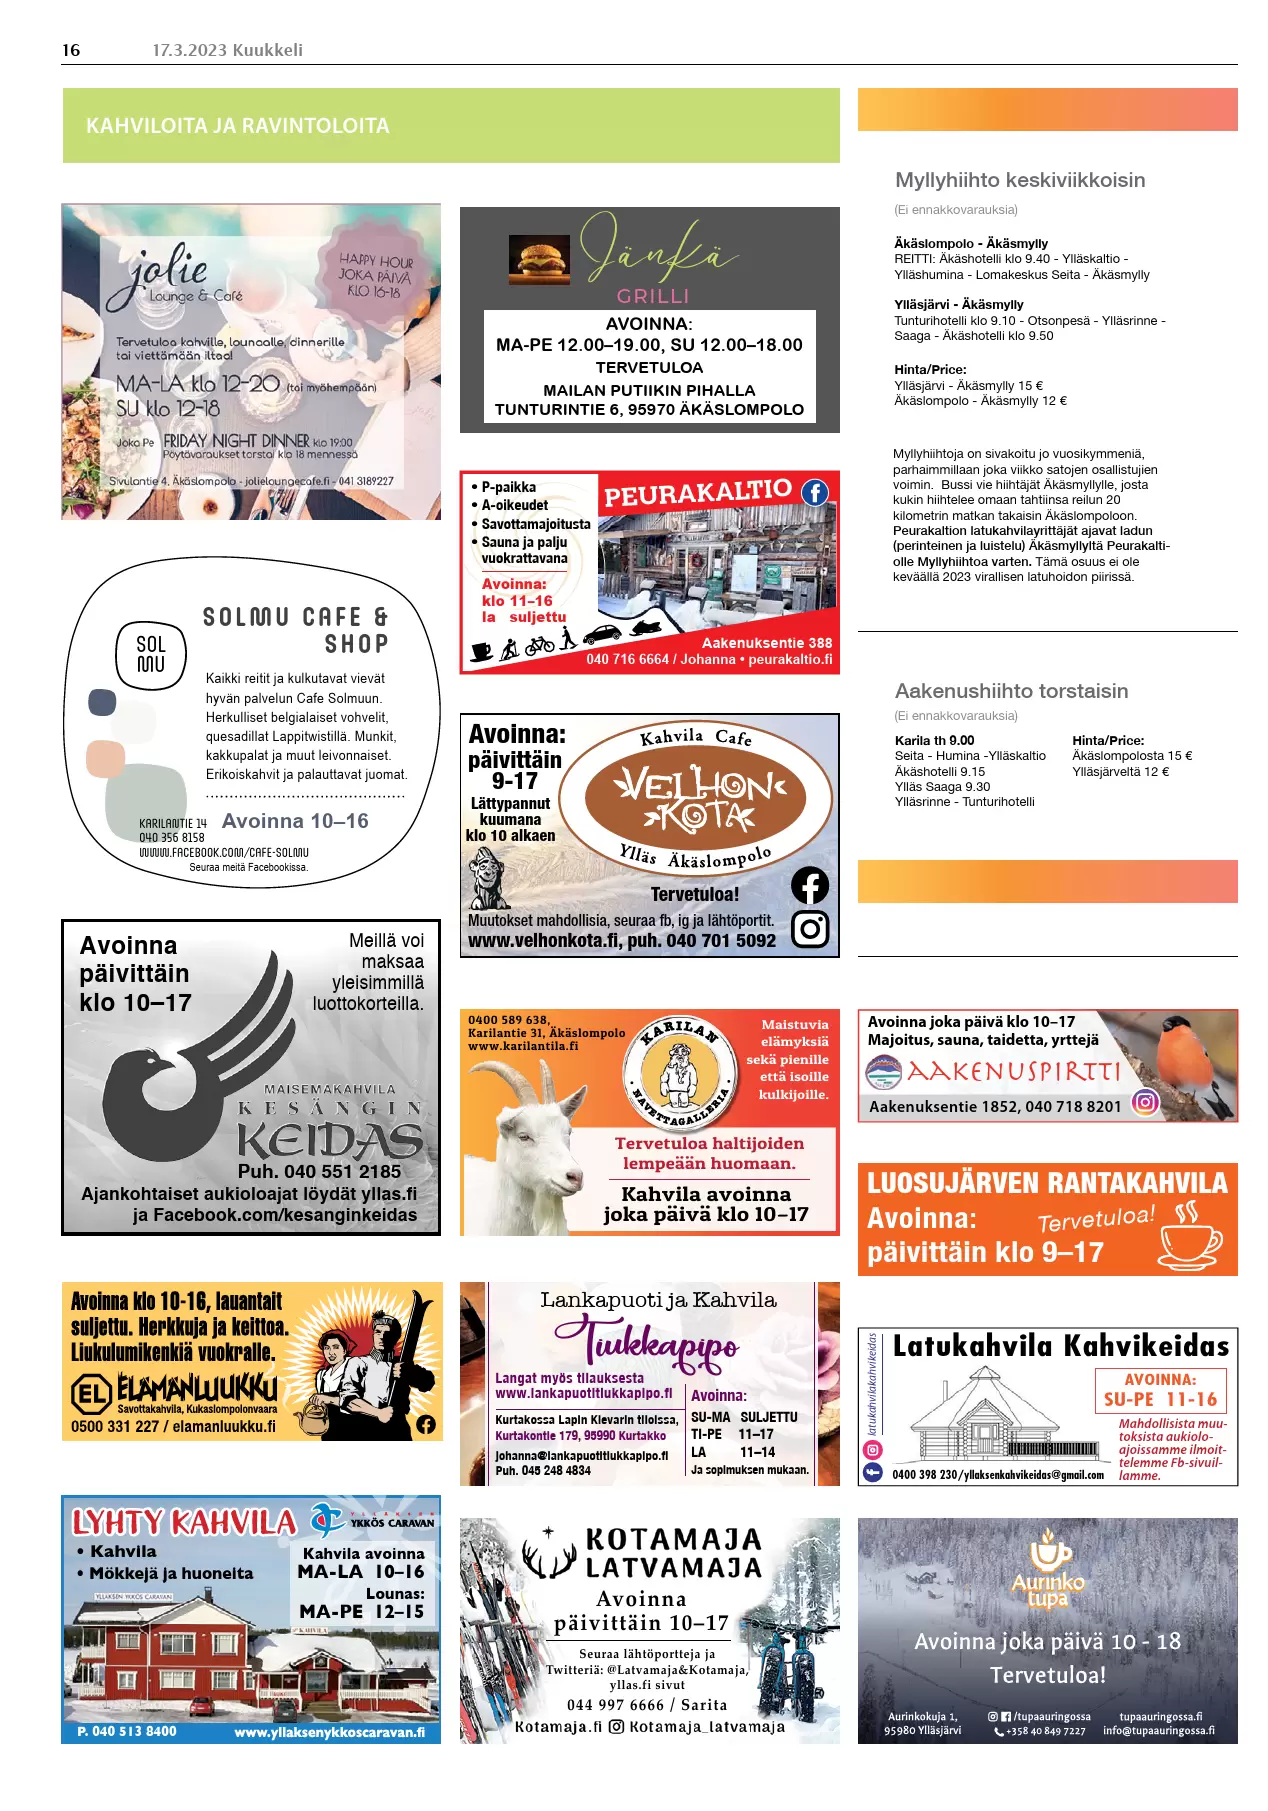 16 17.3.2023 Kuukkeli
KAHVILOITA JA RAVINTOLOITA
jolie
Lounge & Café
HAPPY HOUR
JOKA PÄIVÄ
KLO 16-18
Tervetuloa kahville, lounaalle, dinnerille
tai viettämään iltaa!
MA-LA klo 12-20 (tai myöhempään)
SU klo 12-18
Joka Pe FRIDAY NIGHT DINNER klo 19:00
Pöytävaraukset torstai klo 18 mennessä
Sivulantie 4, Äkäslompolo - jolieloungecafe.fi - 041 3189227
SOLMU CAFE &
SHOP
SOL
MU
Kaikki reitit ja kulkutavat vievät
hyvän palvelun Cafe Solmuun.
Herkulliset belgialaiset vohvelit,
quesadillat Lappitwistillä. Munkit,
kakkupalat ja muut leivonnaiset.
Erikoiskahvit ja palauttavat juomat.
KARILANTIE 14 Avoinna 10–16
040 356 8158
WWW.FACEBOOK.COM/CAFE-SOLMU
Seuraa meitä Facebookissa.
Avoinna
päivittäin
klo 10–17
Meillä voi
maksaa
yleisimmillä
luottokorteilla.
MAISEMAKAHVILA
KESÄNGIN
KEIDAS
Puh. 040 551 2185
Ajankohtaiset aukioloajat löydät yllas.fi
ja Facebook.com/kesanginkeidas
Avoinna klo 10-16, lauantait
suljettu. Herkkuja ja keittoa.
Liukulumikenkiä vuokralle.
EL ELÄMÄNLUUKKU
Savottakahvila, Kukaslompolonvaara
0500 331 227 / elamanluukku.fi
LYHTY KAHVILA
YLLÄKSEN
YKKÖS CARAVAN
• Kahvila
• Mökkejä ja huoneita
Kahvila avoinna
MA-LA 10–16
Lounas:
MA-PE 12–15
YLLÄKSEN YKKÖS CARAVAN
KAHVILA
P. 040 513 8400 www.yllaksenykkoscaravan.fi
Jänkä
GRILLI
AVOINNA:
MA-PE 12.00–19.00, SU 12.00–18.00
TERVETULOA
MAILAN PUTIIKIN PIHALLA
TUNTURINTIE 6, 95970 ÄKÄSLOMPOLO
• P-paikka
• A-oikeudet
• Savottamajoitusta
• Sauna ja palju
vuokrattavana
Avoinna:
klo 11–16
la suljettu
PEURAKALTIO
Aakenuksentie 388
040 716 6664 / Johanna • peurakaltio.fi
Avoinna:
päivittäin
9-17
Lättypannut
kuumana
klo 10 alkaen
Kahvila Cafe
VELHON
KOTA
Ylläs Äkäslompolo
Tervetuloa!
Muutokset mahdollisia, seuraa fb, ig ja lähtöportit.
www.velhonkota.fi, puh. 040 701 5092
0400 589 638,
Karilantie 31, Äkäslompolo
www.karilantila.fi
KARILAN
NAVETTAGALLERIA
Maistuvia
elämyksiä
sekä pienille
että isoille
kulkijoille.
Tervetuloa haltijoiden
lempeään huomaan.
Kahvila avoinna
joka päivä klo 10–17
Lankapuoti ja Kahvila
Tiukkapipo
Langat myös tilauksesta
www.lankapuotitiukkapipo.fi
Kurtakossa Lapin Kievarin tiloissa,
Kurtakontie 179, 95990 Kurtakko
johanna@lankapuotitiukkapipo.fi
Puh. 045 248 4834
Avoinna:
SU-MA SULJETTU
TI-PE 11–17
LA 11–14
Ja sopimuksen mukaan.
KOTAMAJA
LATVAMAJA
Avoinna
päivittäin 10–17
Seuraa lähtöportteja ja
Twitteriä: @Latvamaja&Kotamaja,
yllas.fi sivut
044 997 6666 / Sarita
Kotamaja.fi Kotamaja_latvamaja
Myllyhiihto keskiviikkoisin
(Ei ennakkovarauksia)
Äkäslompolo - Äkäsmylly
REITTI: Äkäshotelli klo 9.40 - Ylläskaltio -
Ylläshumina - Lomakeskus Seita - Äkäsmylly
Ylläsjärvi - Äkäsmylly
Tunturihotelli klo 9.10 - Otsonpesä - Ylläsrinne -
Saaga - Äkäshotelli klo 9.50
Hinta/Price:
Ylläsjärvi - Äkäsmylly 15 €
Äkäslompolo - Äkäsmylly 12 €
Myllyhiihtoja on sivakoitu jo vuosikymmeniä,
parhaimmillaan joka viikko satojen osallistujien
voimin. Bussi vie hiihtäjät Äkäsmyllylle, josta
kukin hiihtelee omaan tahtiinsa reilun 20
kilometrin matkan takaisin Äkäslompoloon.
Peurakaltion latukahvilayrittäjät ajavat ladun
(perinteinen ja luistelu) Äkäsmyllyltä Peurakalti-
olle Myllyhiihtoa varten. Tämä osuus ei ole
keväällä 2023 virallisen latuhoidon piirissä.
Aakenushiihto torstaisin
(Ei ennakkovarauksia)
Karila th 9.00
Seita - Humina -Ylläskaltio
Äkäshotelli 9.15
Ylläs Saaga 9.30
Ylläsrinne - Tunturihotelli
Hinta/Price:
Äkäslompolosta 15 €
Ylläsjärveltä 12 €
Avoinna joka päivä klo 10–17
Majoitus, sauna, taidetta, yrttejä
AAKENUSPIRTTI
Aakenuksentie 1852, 040 718 8201
LUOSUJÄRVEN RANTAKAHVILA
Avoinna: Tervetuloa!
päivittäin klo 9–17
latukahvilakahvikeidas
Latukahvila Kahvikeidas
AVOINNA:
SU-PE 11-16
Mahdollisista muu-
toksista aukiolo-
ajoissamme ilmoit-
telemme Fb-sivuil-
lamme.
0400 398 230/yllaksenkahvikeidas@gmail.com
Aurinko
tupa
Avoinna joka päivä 10 - 18
Tervetuloa!
Aurinkokuja 1,
95980 Ylläsjärvi
/tupaauringossa
+358 40 849 7227
tupaauringossa.fi
info@tupaauringossa.fi